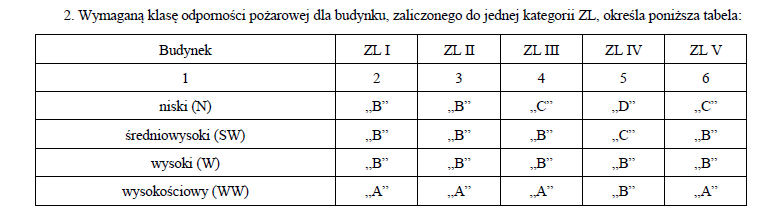 2. Wymaganą klasę odporności pożarowej dla budynku, zaliczonego do jednej kategorii ZL, określa poniższa tabela:
Budynek ZL I ZL II ZL III ZL IV ZL V
1 2 3 4 5 6
niski (N) „B” „B” „C” „D” „C”
średniowysoki (SW) „B” „B” „B” „C” „B”
wysoki (W) „B” „B” „B” „B” „B”
wysokościowy (WW) „A” „A” „A” „B” „A”